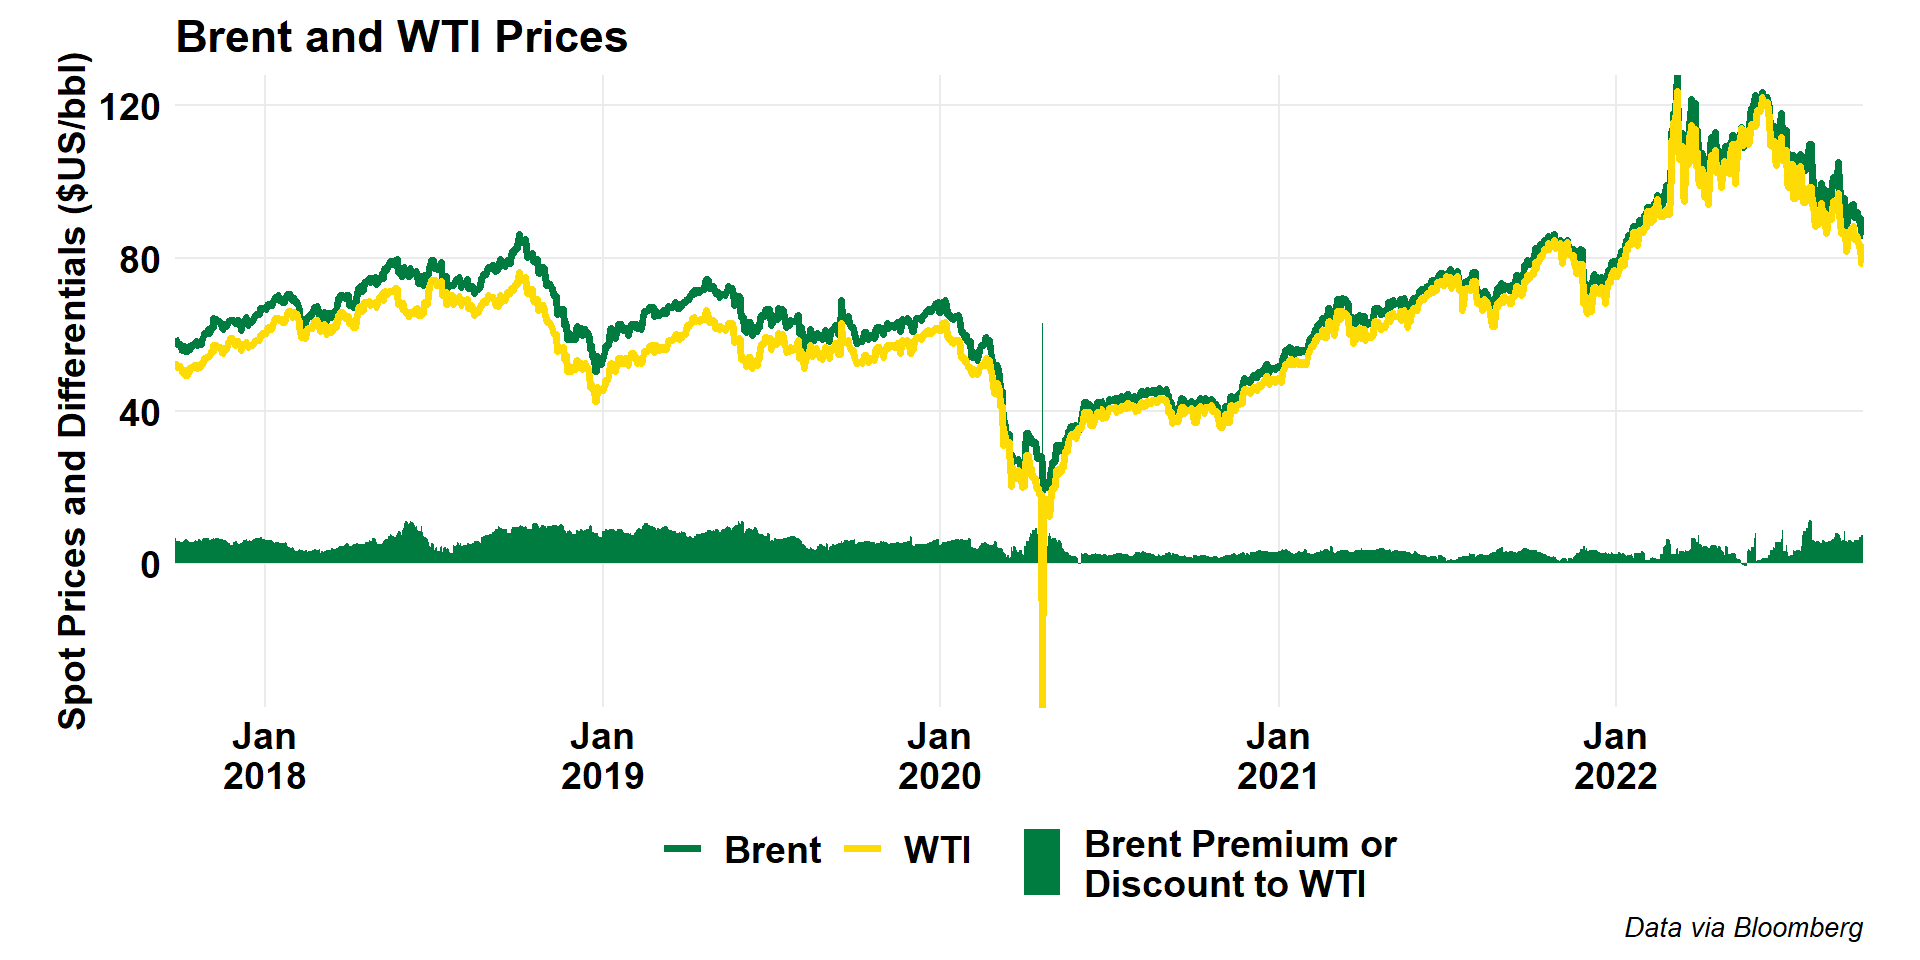 Brent and WTI Prices
Spot Prices and Differentials ($US/bbl)
120
80
40
0
Jan
2018
Jan
2019
Jan
2020
Jan
2021
Jan
2022
Brent
WTI
Brent Premium or
Discount to WTI
Data via Bloomberg